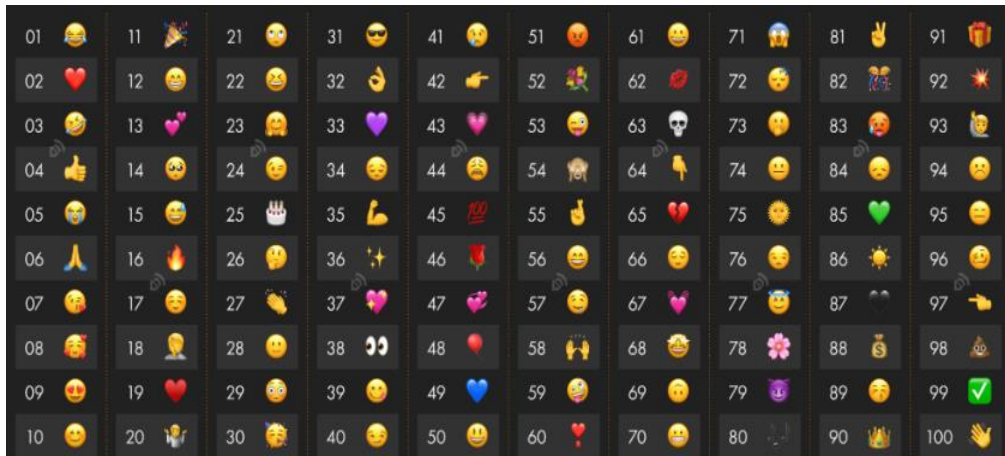 01 😂 11 🎉 21 🙄 31 😎 41 😢 51 😡 61 😀 71 😱 81 ✌️ 91 🎁
02 ❤️ 12 😁 22 😆 32 👌 42 👉 52 💐 62 💋 72 😴 82 🎊 92 💥
03 🤣 13 💕 23 🤗 33 💜 43 💗 53 😜 63 💀 73 🤭 83 🥵 93 🙋
04 👍 14 🥺 24 😉 34 😔 44 😩 54 🙈 64 👇 74 😐 84 😞 94 ☹️
05 😭 15 😅 25 🎂 35 💪 45 💯 55 🤞 65 💔 75 🌞 85 💚 95 😑
06 🙏 16 🔥 26 🤔 36 ✨ 46 🌹 56 😄 66 😌 76 🤨 86 ☀️ 96 🥴
07 😘 17 ☺️ 27 👏 37 💖 47 💞 57 🤤 67 💓 77 😇 87 🖤 97 👈
08 🥰 18 🤦 28 🙂 38 👀 48 🎈 58 🙌 68 🤩 78 🌸 88 💰 98 💩
09 😍 19 ♥️ 29 😳 39 😋 49 💙 59 🤪 69 🙃 79 😈 89 😚 99 ✅
10 😊 20 🤷 30 🥳 40 😏 50 😃 60 ❣️ 70 😬 80 90 👑 100 👋